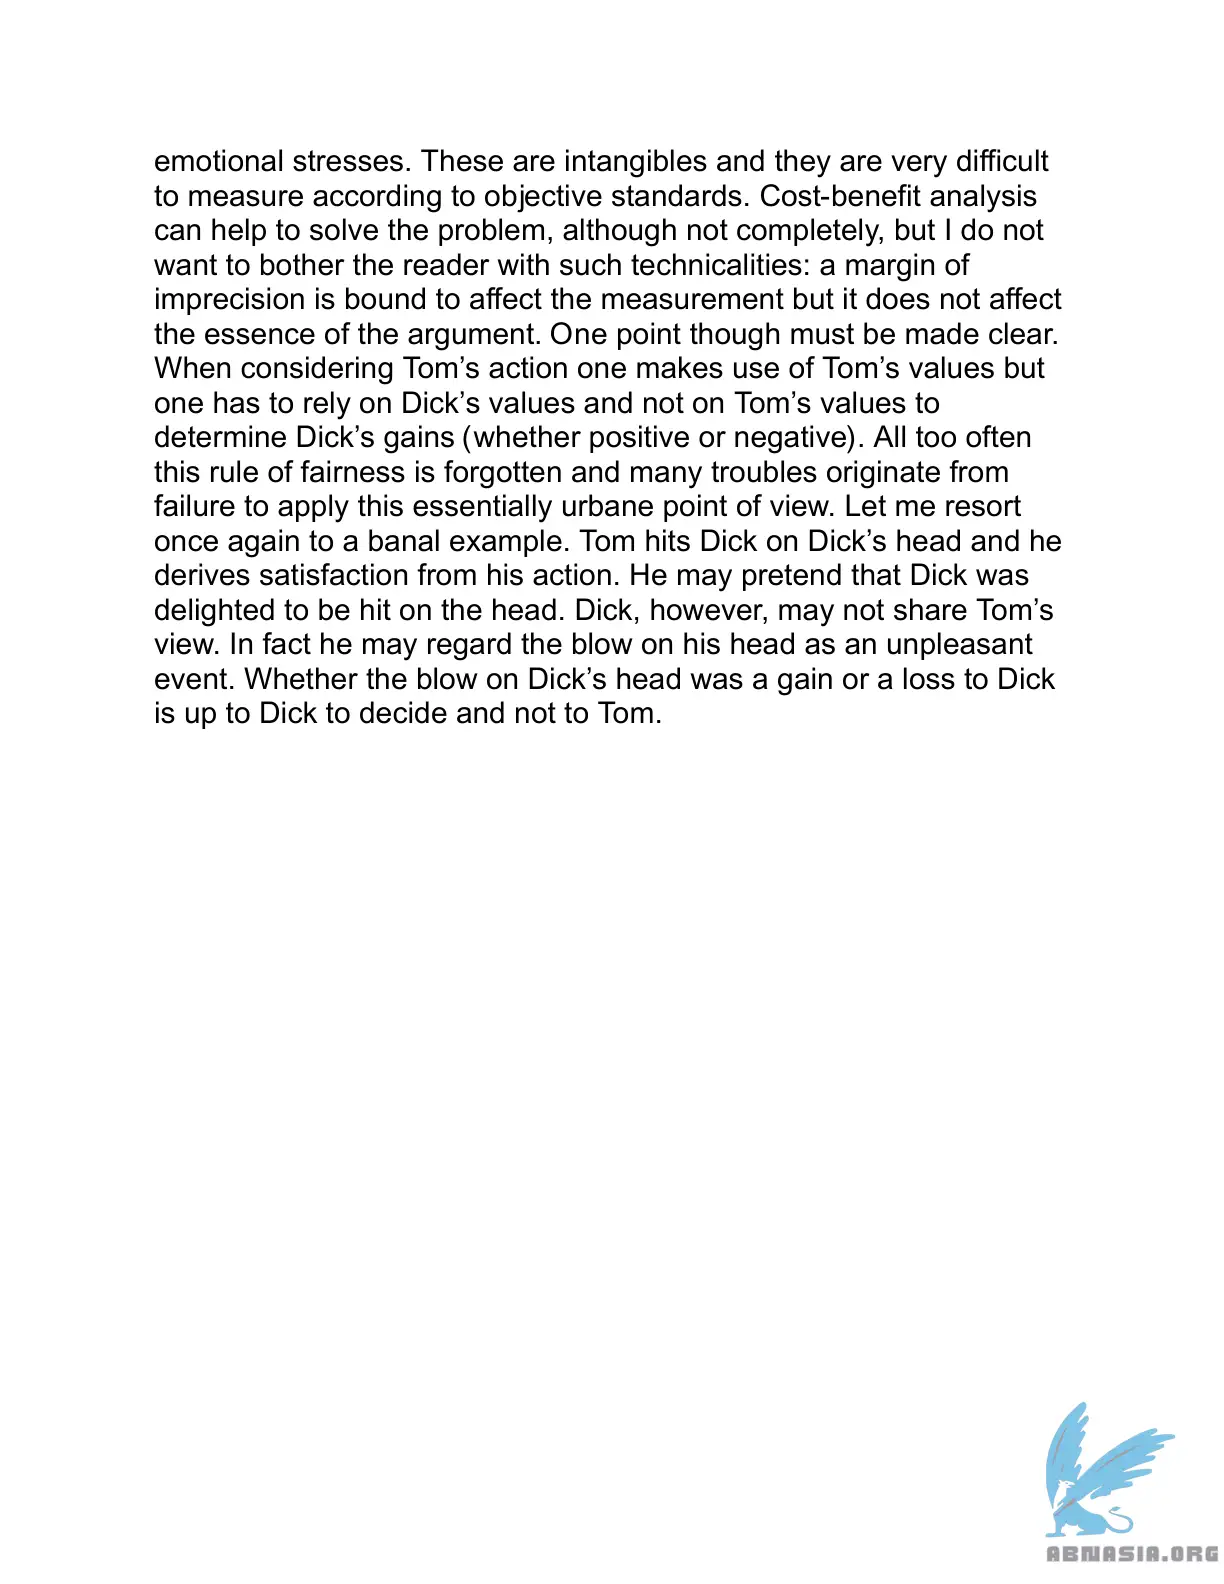 emotional stresses. These are intangibles and they are very difficult
to measure according to objective standards. Cost-benefit analysis
can help to solve the problem, although not completely, but I do not
want to bother the reader with such technicalities: a margin of
imprecision is bound to affect the measurement but it does not affect
the essence of the argument. One point though must be made clear.
When considering Tom’s action one makes use of Tom’s values but
one has to rely on Dick’s values and not on Tom’s values to
determine Dick’s gains (whether positive or negative). All too often
this rule of fairness is forgotten and many troubles originate from
failure to apply this essentially urbane point of view. Let me resort
once again to a banal example. Tom hits Dick on Dick’s head and he
derives satisfaction from his action. He may pretend that Dick was
delighted to be hit on the head. Dick, however, may not share Tom’s
view. In fact he may regard the blow on his head as an unpleasant
event. Whether the blow on Dick’s head was a gain or a loss to Dick
is up to Dick to decide and not to Tom.
ABNASIA.ORG